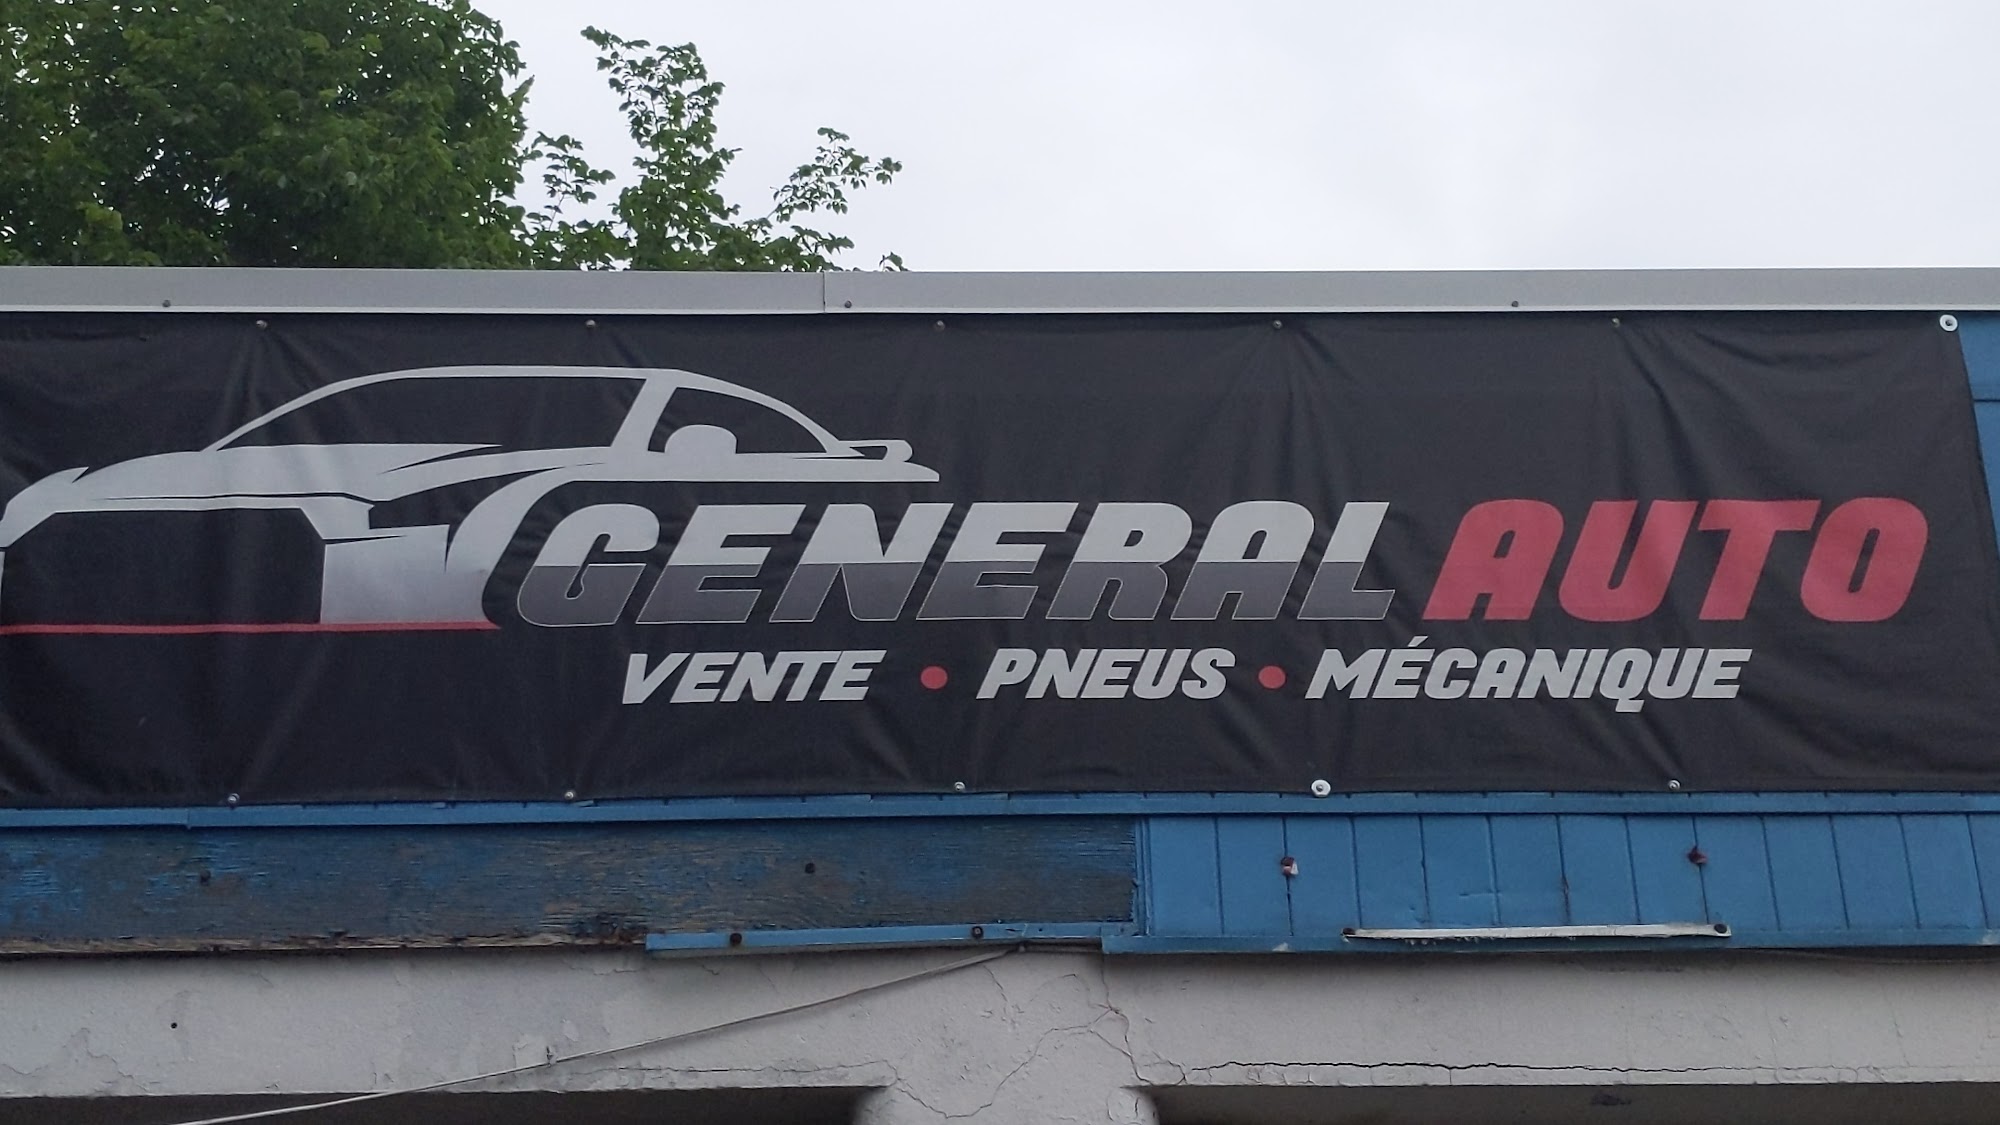 GENERAL AUTO
VENTE • PNEUS • MÉCANIQUE